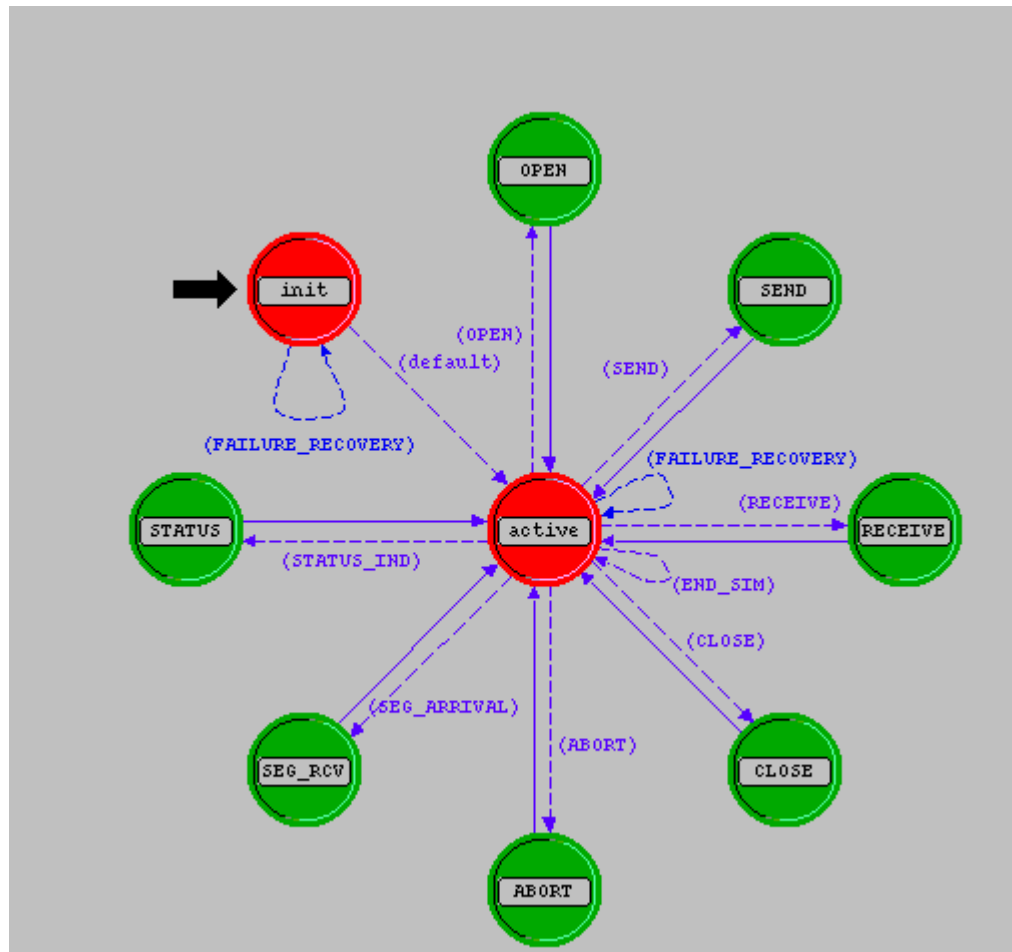 OPEN
init
SEND
(OPEN)
(default)
(SEND)
(FAILURE_RECOVERY)
(FAILURE_RECOVERY)
(RECEIVE)
STATUS
active
RECEIVE
(STATUS_IND)
(END_SIM)
(CLOSE)
(SEG_ARRIVAL)
(ABORT)
SEG_RCV
CLOSE
ABORT